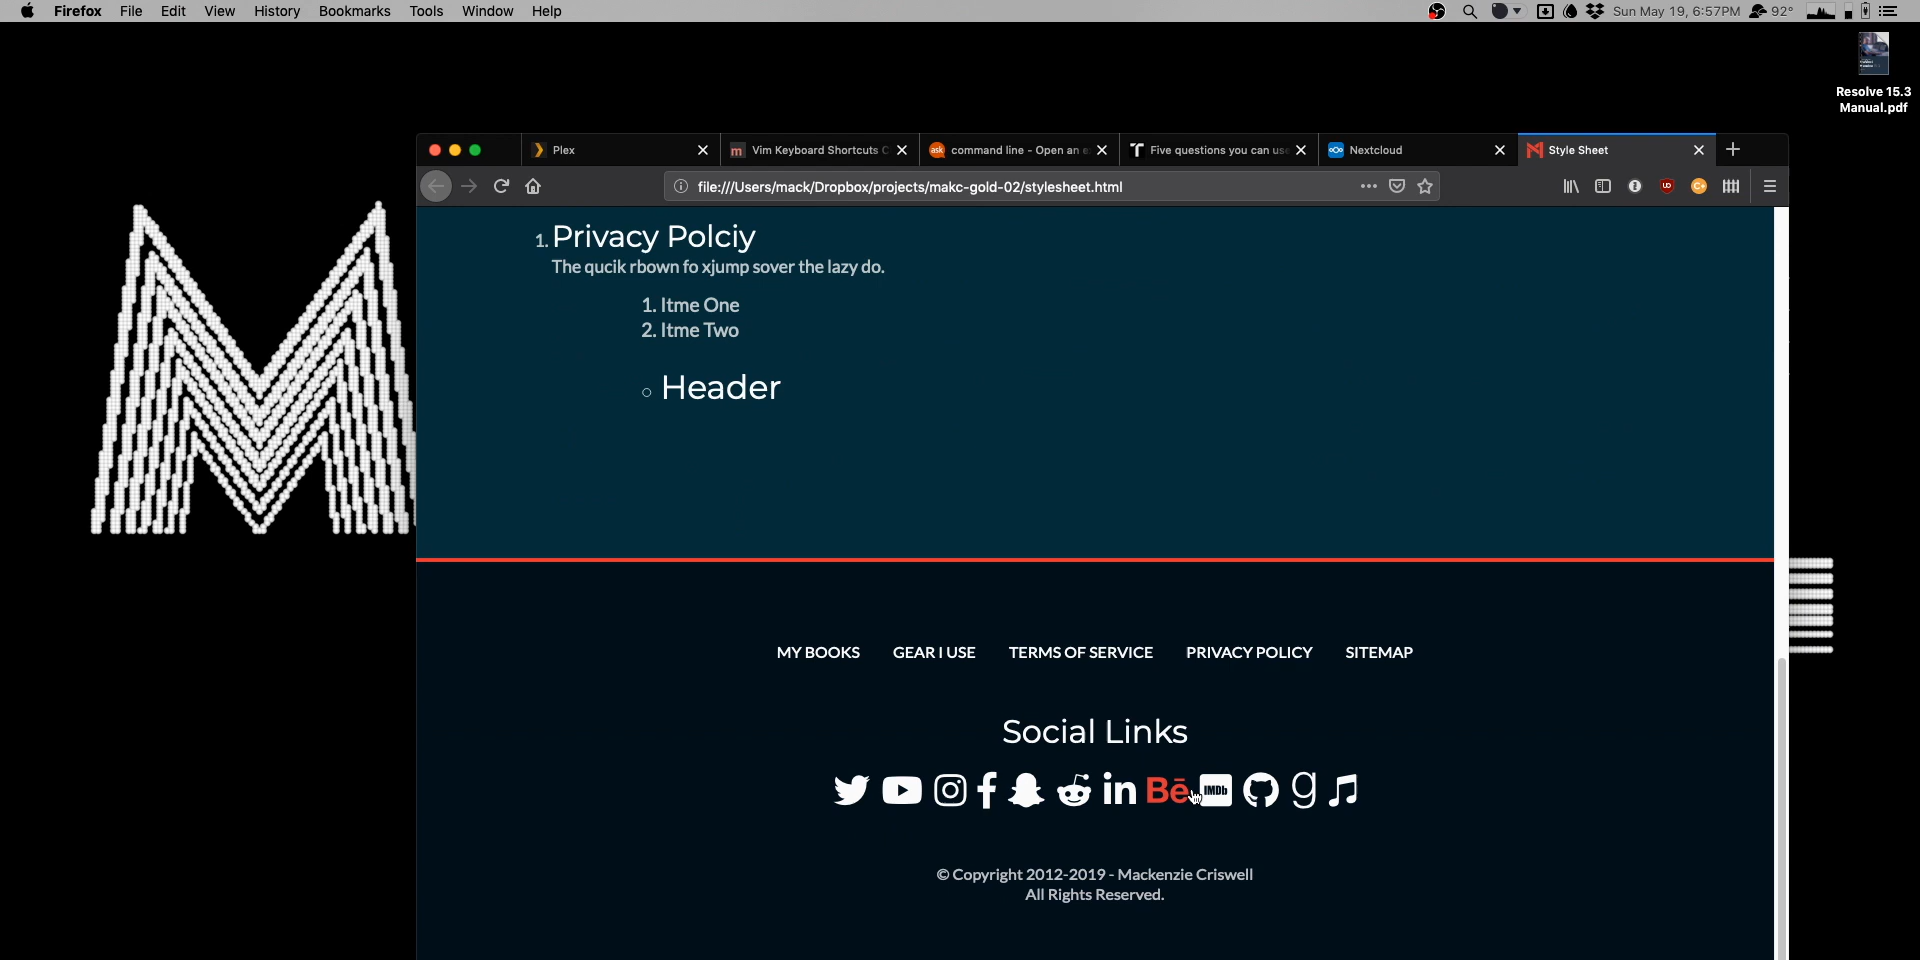 Firefox File Edit View History Bookmarks Tools Window Help Sun May 19, 6:57PM 92°
Resolve 15.3
Manual.pdf
Plex Vim Keyboard Shortcuts C command line - Open an e Five questions you can use Nextcloud Style Sheet
file:///Users/mack/Dropbox/projects/makc-gold-02/stylesheet.html
1. Privacy Polciy
The qucik rbown fo xjump sover the lazy do.
1. Itme One
2. Itme Two
Header
MY BOOKS GEAR I USE TERMS OF SERVICE PRIVACY POLICY SITEMAP
Social Links
Bē IMDb
© Copyright 2012-2019 - Mackenzie Criswell
All Rights Reserved.